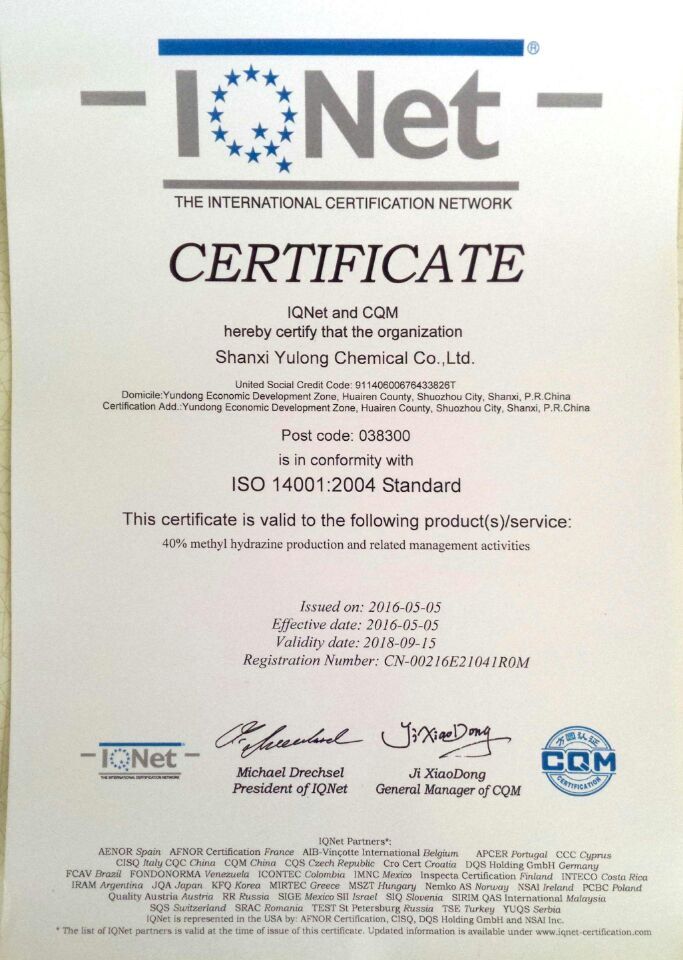 IQNet®
THE INTERNATIONAL CERTIFICATION NETWORK
CERTIFICATE
IQNet and CQM
hereby certify that the organization
Shanxi Yulong Chemical Co.,Ltd.
United Social Credit Code: 91140600676433826T
Domicile:Yundong Economic Development Zone, Huairen County, Shuozhou City, Shanxi, P.R.China
Certification Add.:Yundong Economic Development Zone, Huairen County, Shuozhou City, Shanxi, P.R.China
Post code: 038300
is in conformity with
ISO 14001:2004 Standard
This certificate is valid to the following product(s)/service:
40% methyl hydrazine production and related management activities
Issued on: 2016-05-05
Effective date: 2016-05-05
Validity date: 2018-09-15
Registration Number: CN-00216E21041R0M
JiXiaoDong
IQNet
THE INTERNATIONAL CERTIFICATION NETWORK
Michael Drechsel
President of IQNet
Ji XiaoDong
General Manager of CQM
方圆认证
CQM
CERTIFICATION
IQNet Partners*:
AENOR Spain AFNOR Certification France AIB-Vinçotte International Belgium APCER Portugal CCC Cyprus
CISQ Italy CQC China CQM China CQS Czech Republic Cro Cert Croatia DQS Holding GmbH Germany
FCAV Brazil FONDONORMA Venezuela ICONTEC Colombia IMNC Mexico Inspecta Certification Finland INTECO Costa Rica
IRAM Argentina JQA Japan KFQ Korea MIRTEC Greece MSZT Hungary Nemko AS Norway NSAI Ireland PCBC Poland
Quality Austria Austria RR Russia SIGE Mexico SII Israel SIQ Slovenia SIRIM QAS International Malaysia
SQS Switzerland SRAC Romania TEST St Petersburg Russia TSE Turkey YUQS Serbia
IQNet is represented in the USA by: AFNOR Certification, CISQ, DQS Holding GmbH and NSAI Inc.
* The list of IQNet partners is valid at the time of issue of this certificate. Updated information is available under www.iqnet-certification.com